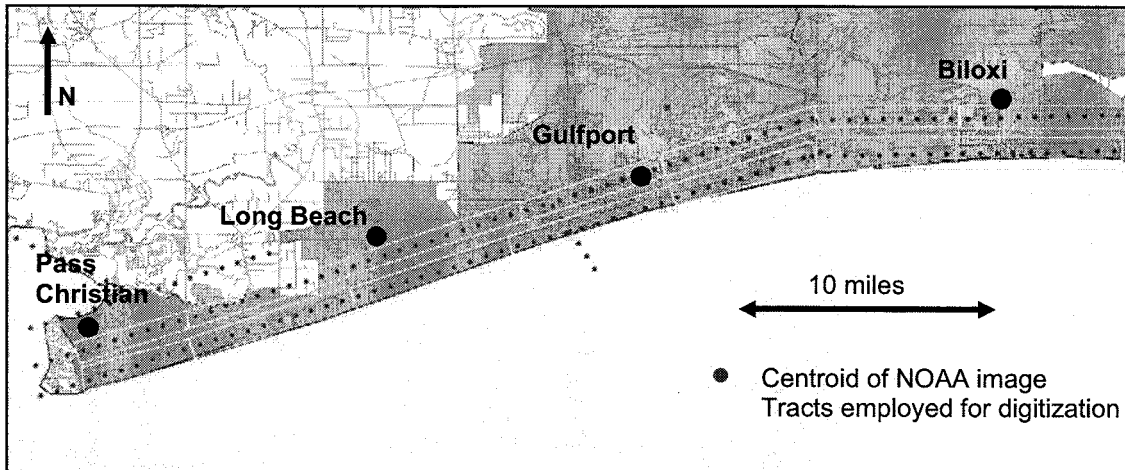 N
Biloxi
Gulfport
Long Beach
Pass
Christian
10 miles
Centroid of NOAA image
Tracts employed for digitization